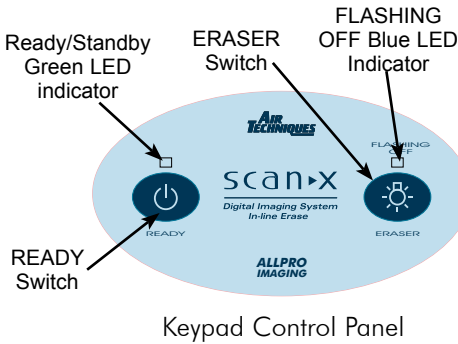 Ready/Standby
Green LED
indicator
ERASER
Switch
FLASHING
OFF Blue LED
Indicator
AIR
TECHNIQUES
FLASHING
OFF
scan x
Digital Imaging System
In-line Erase
READY
ERASER
READY
Switch
ALLPRO
IMAGING
Keypad Control Panel